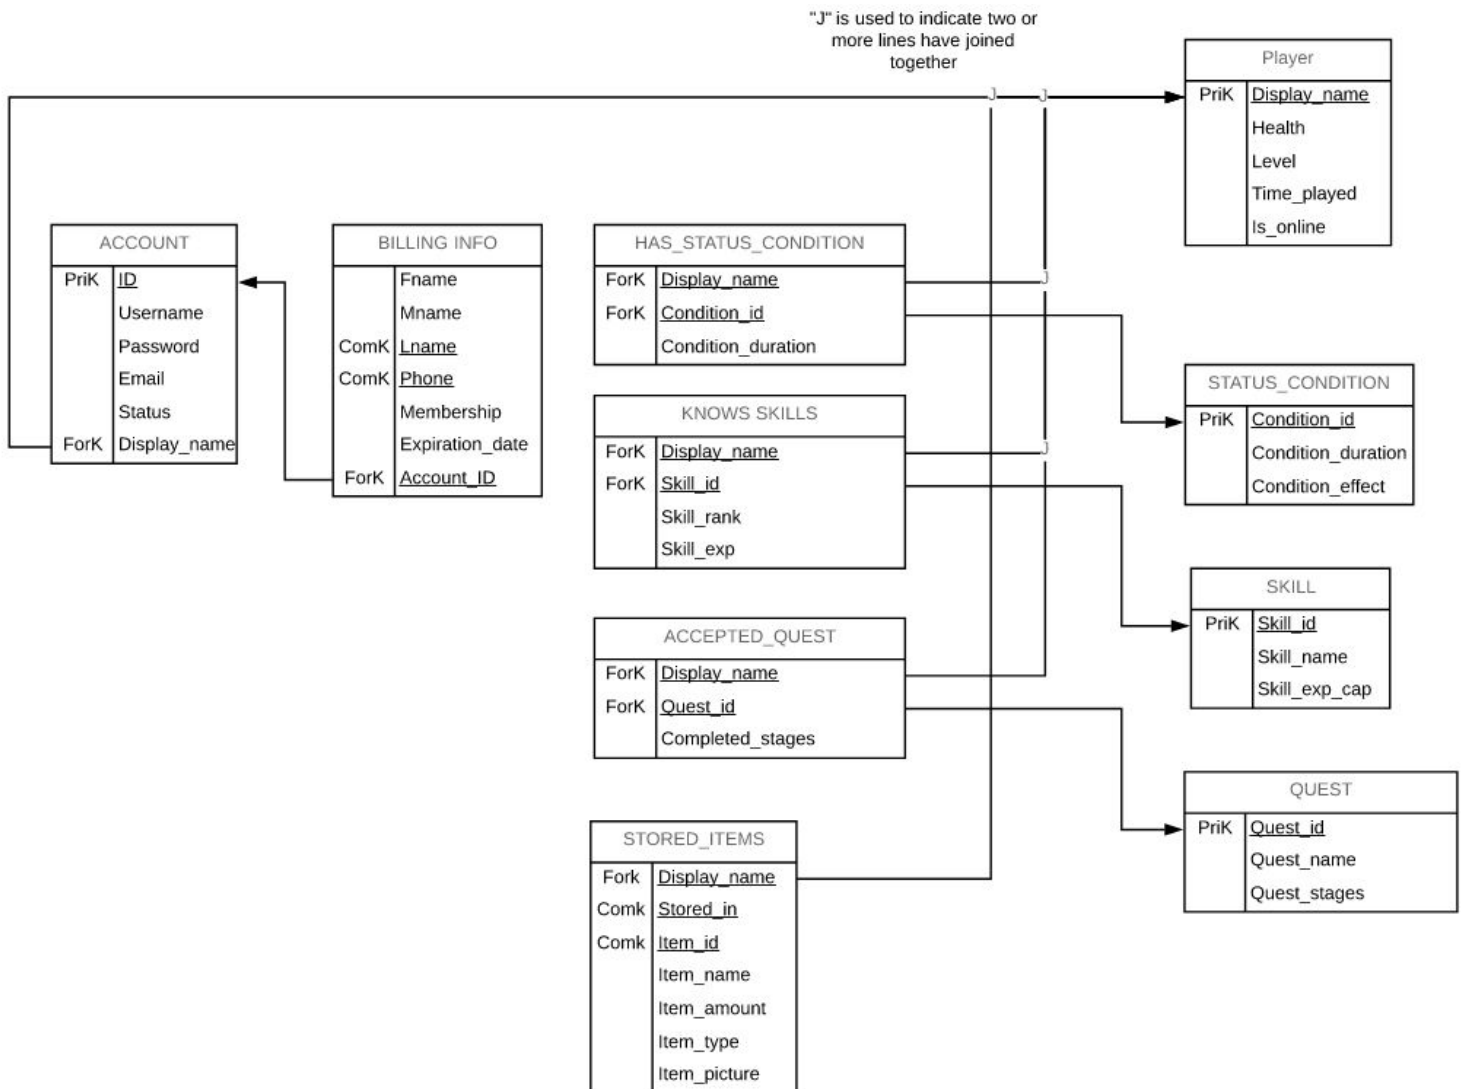 "J" is used to indicate two or
more lines have joined
together
Player
PriK Display_name
Health
Level
Time_played
Is_online
J J
ACCOUNT
PriK ID
Username
Password
Email
Status
ForK Display_name
BILLING INFO
Fname
Mname
ComK Lname
ComK Phone
Membership
Expiration_date
ForK Account_ID
HAS_STATUS_CONDITION
ForK Display_name
ForK Condition_id
Condition_duration
J
KNOWS SKILLS
ForK Display_name
ForK Skill_id
Skill_rank
Skill_exp
J
STATUS_CONDITION
PriK Condition_id
Condition_duration
Condition_effect
SKILL
PriK Skill_id
Skill_name
Skill_exp_cap
ACCEPTED_QUEST
ForK Display_name
ForK Quest_id
Completed_stages
QUEST
PriK Quest_id
Quest_name
Quest_stages
STORED_ITEMS
Fork Display_name
Comk Stored_in
Comk Item_id
Item_name
Item_amount
Item_type
Item_picture